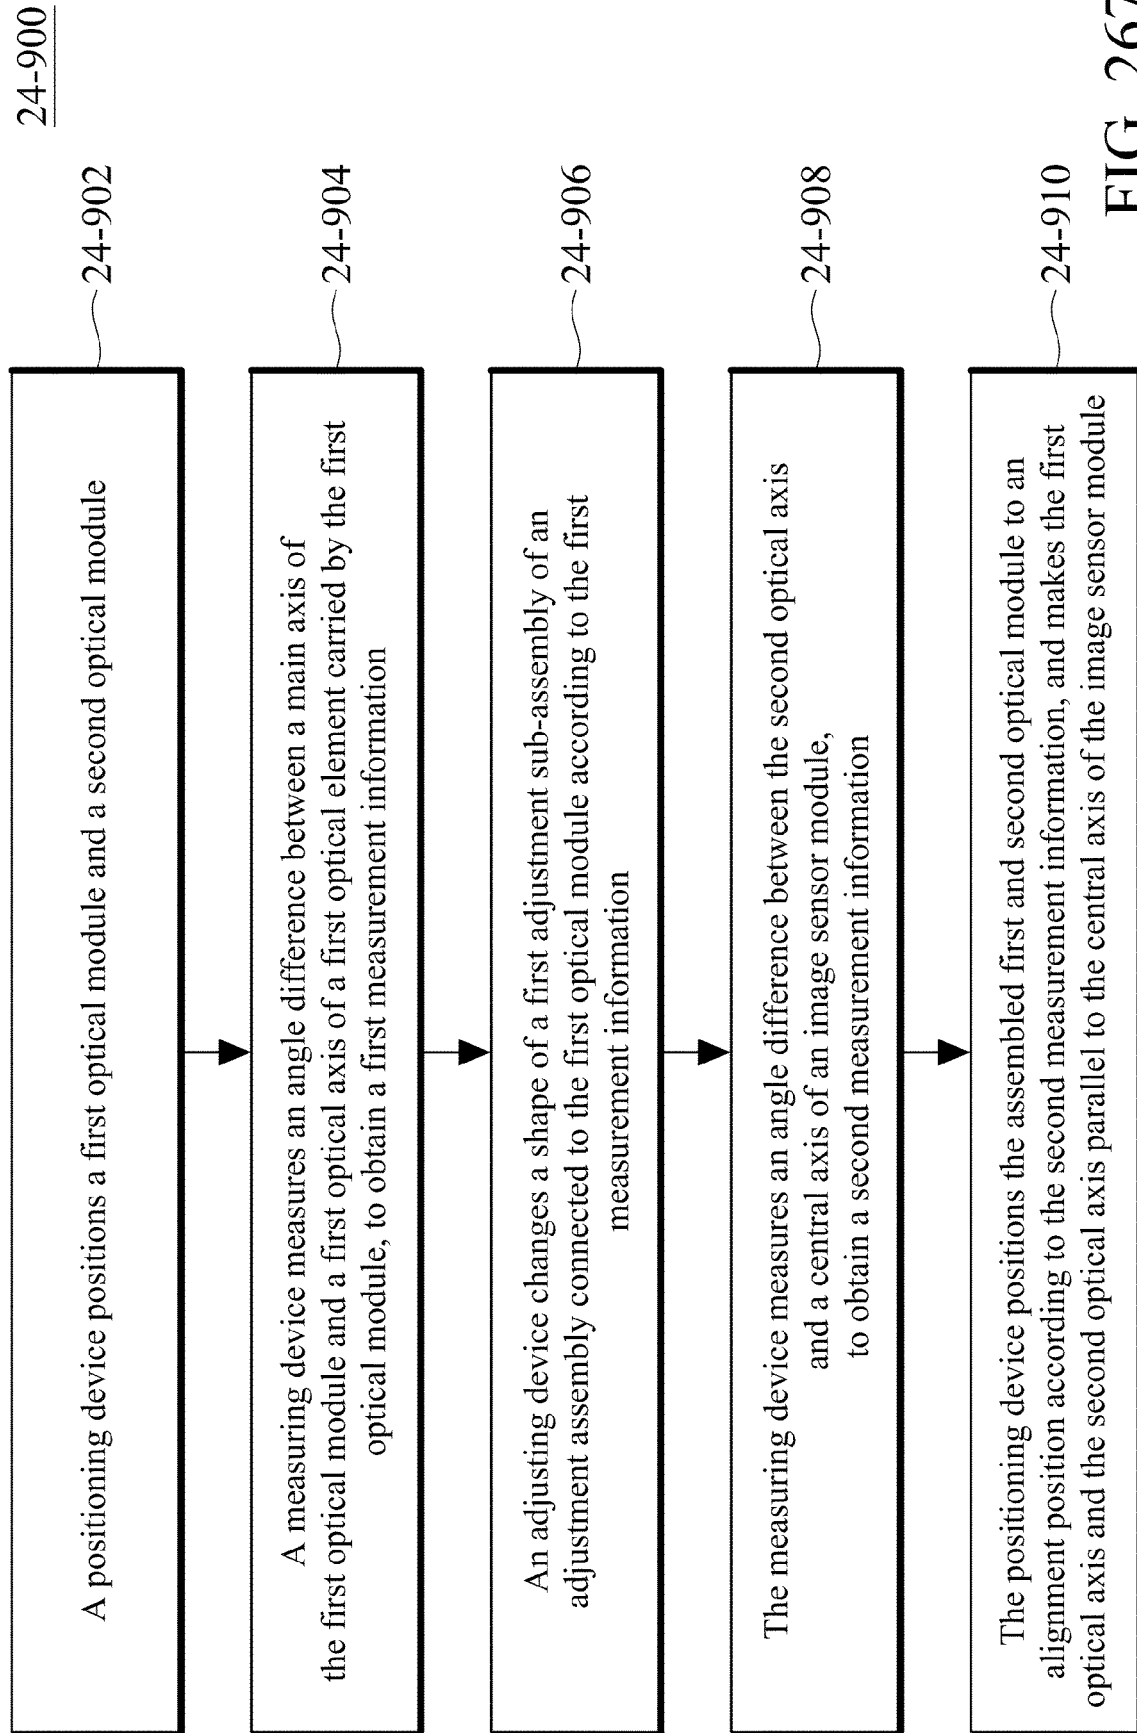 24-900
A positioning device positions a first optical module and a second optical module
24-902
A measuring device measures an angle difference between a main axis of
the first optical module and a first optical axis of a first optical element carried by the first
optical module, to obtain a first measurement information
24-904
An adjusting device changes a shape of a first adjustment sub-assembly of an
adjustment assembly connected to the first optical module according to the first
measurement information
24-906
The measuring device measures an angle difference between the second optical axis
and a central axis of an image sensor module,
to obtain a second measurement information
24-908
The positioning device positions the assembled first and second optical module to an
alignment position according to the second measurement information, and makes the first
optical axis and the second optical axis parallel to the central axis of the image sensor module
24-910
FIG. 267